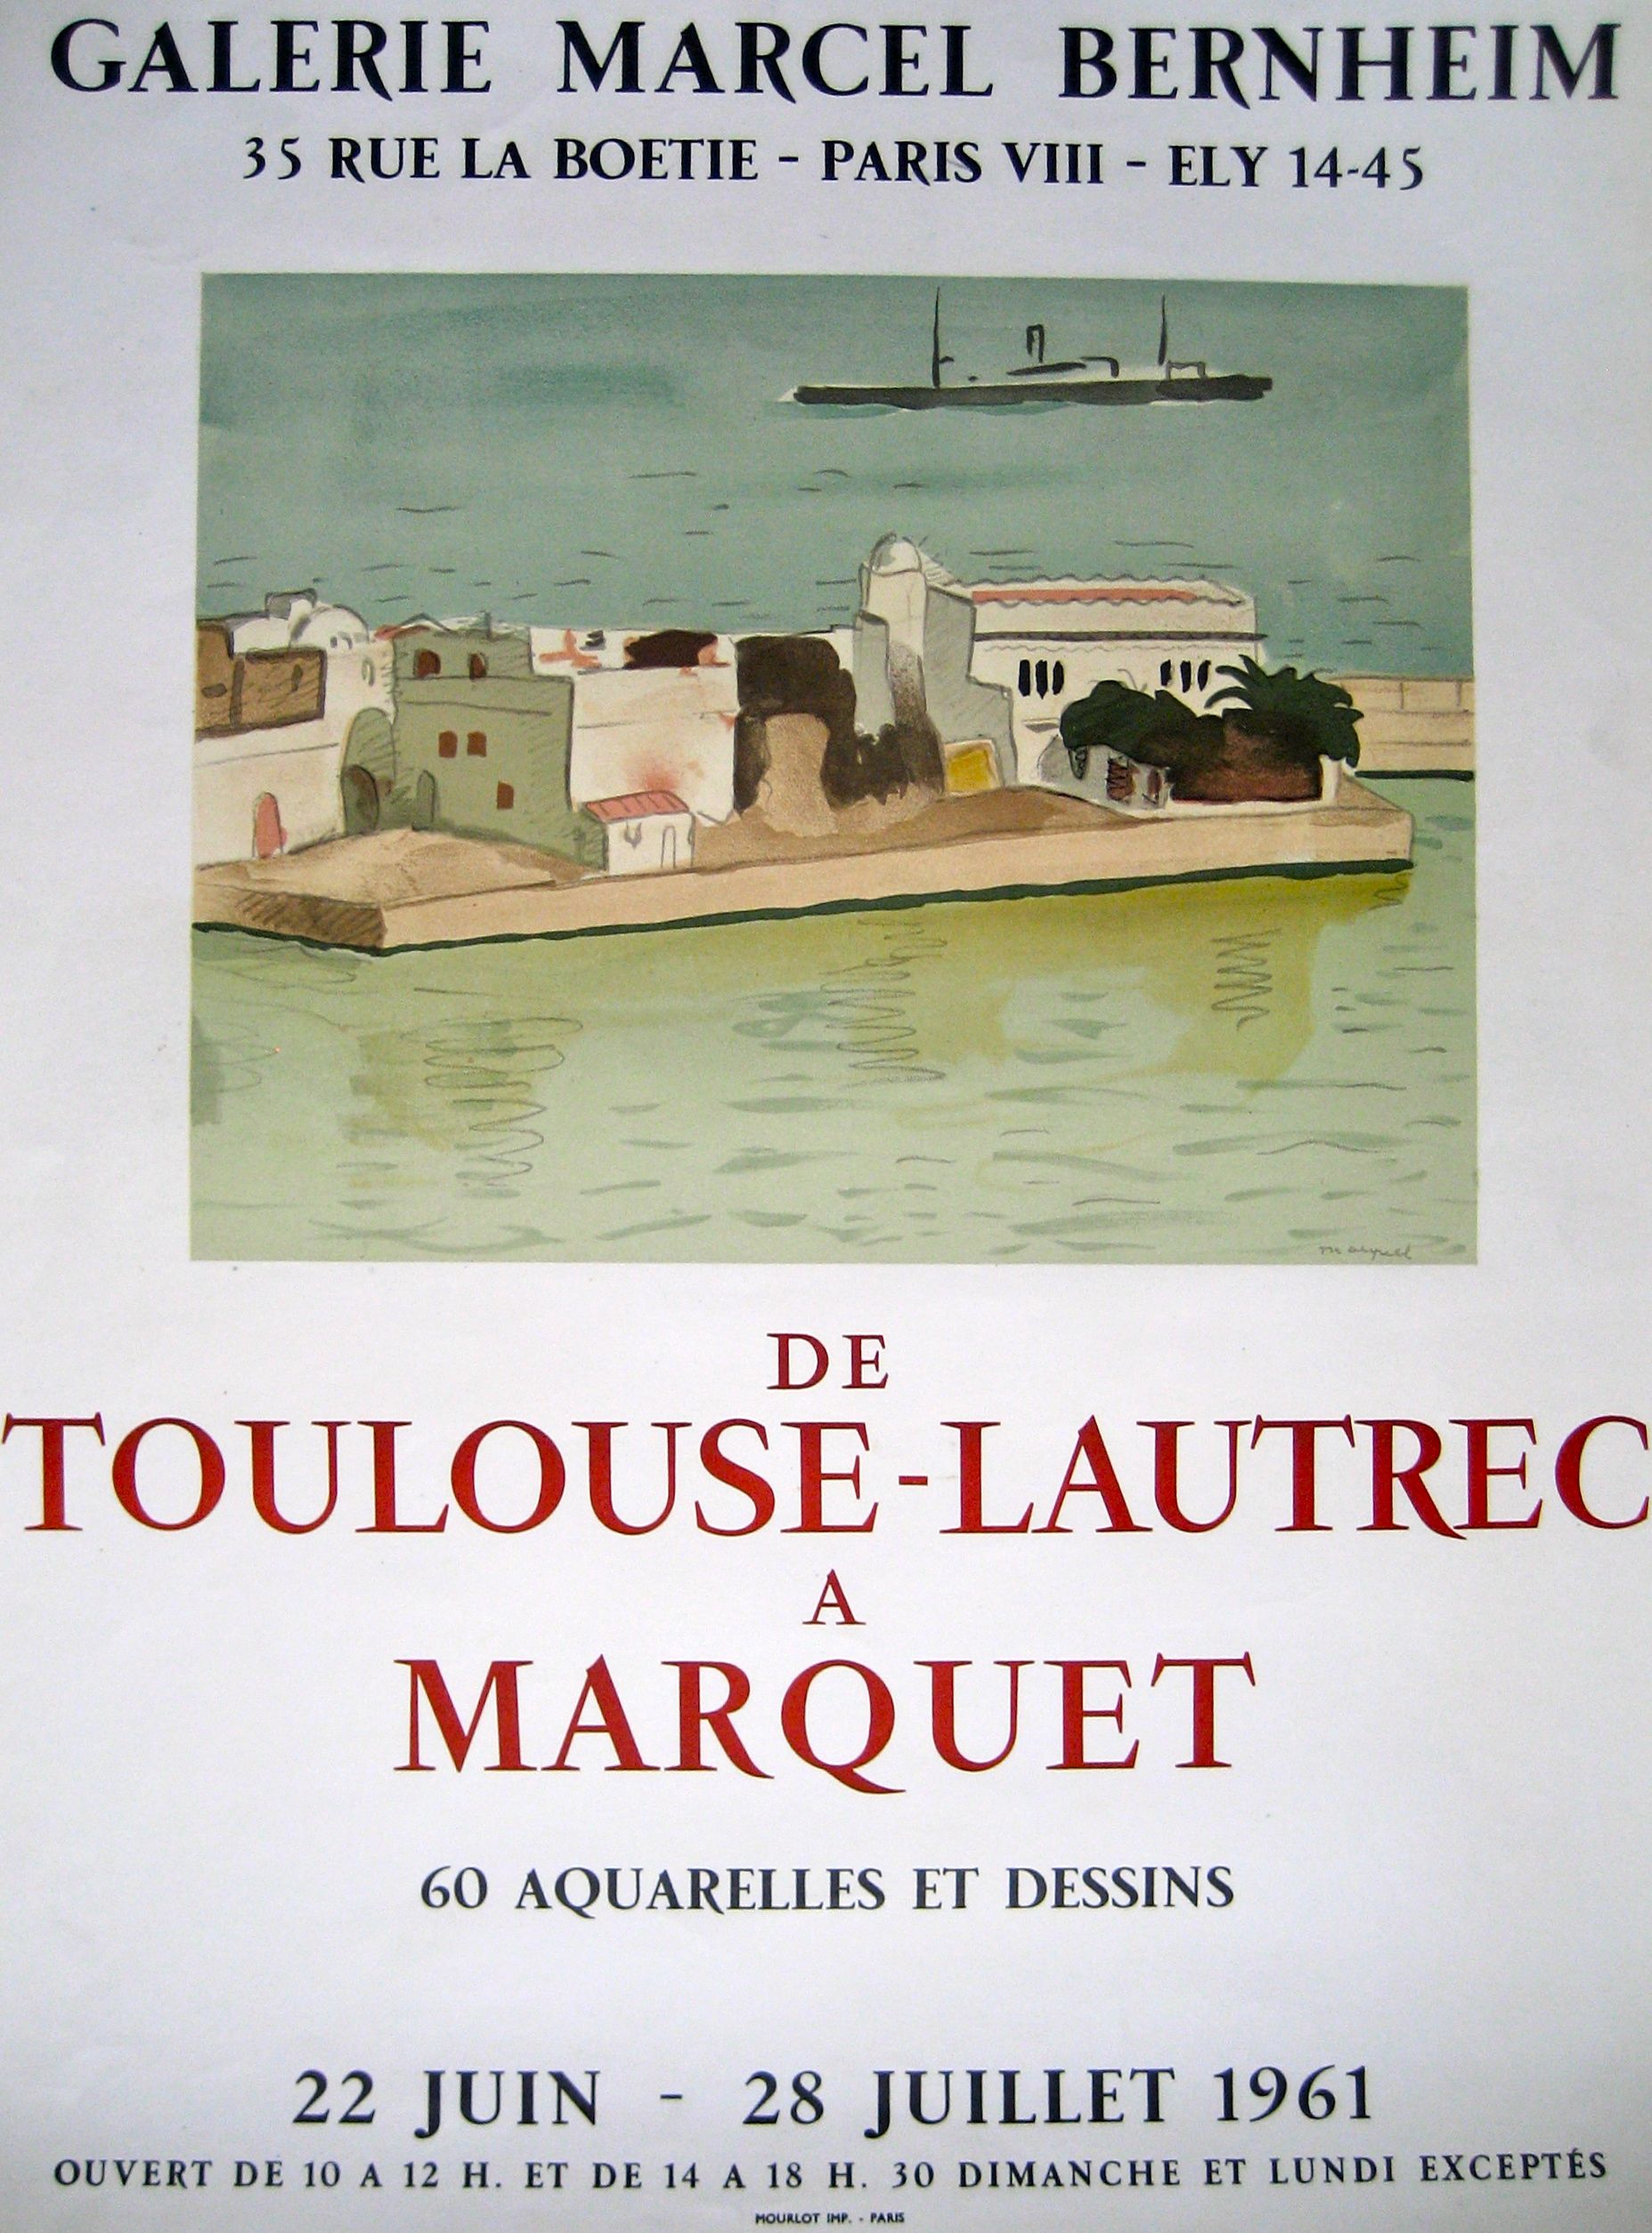 GALERIE MARCEL BERNHEIM
35 RUE LA BOETIE - PARIS VIII - ELY 14-45
DE
TOULOUSE-LAUTREC
A
MARQUET
60 AQUARELLES ET DESSINS
22 JUIN - 28 JUILLET 1961
OUVERT DE 10 A 12 H. ET DE 14 A 18 H. 30 DIMANCHE ET LUNDI EXCEPTÉS
MOURLOT IMP. - PARIS